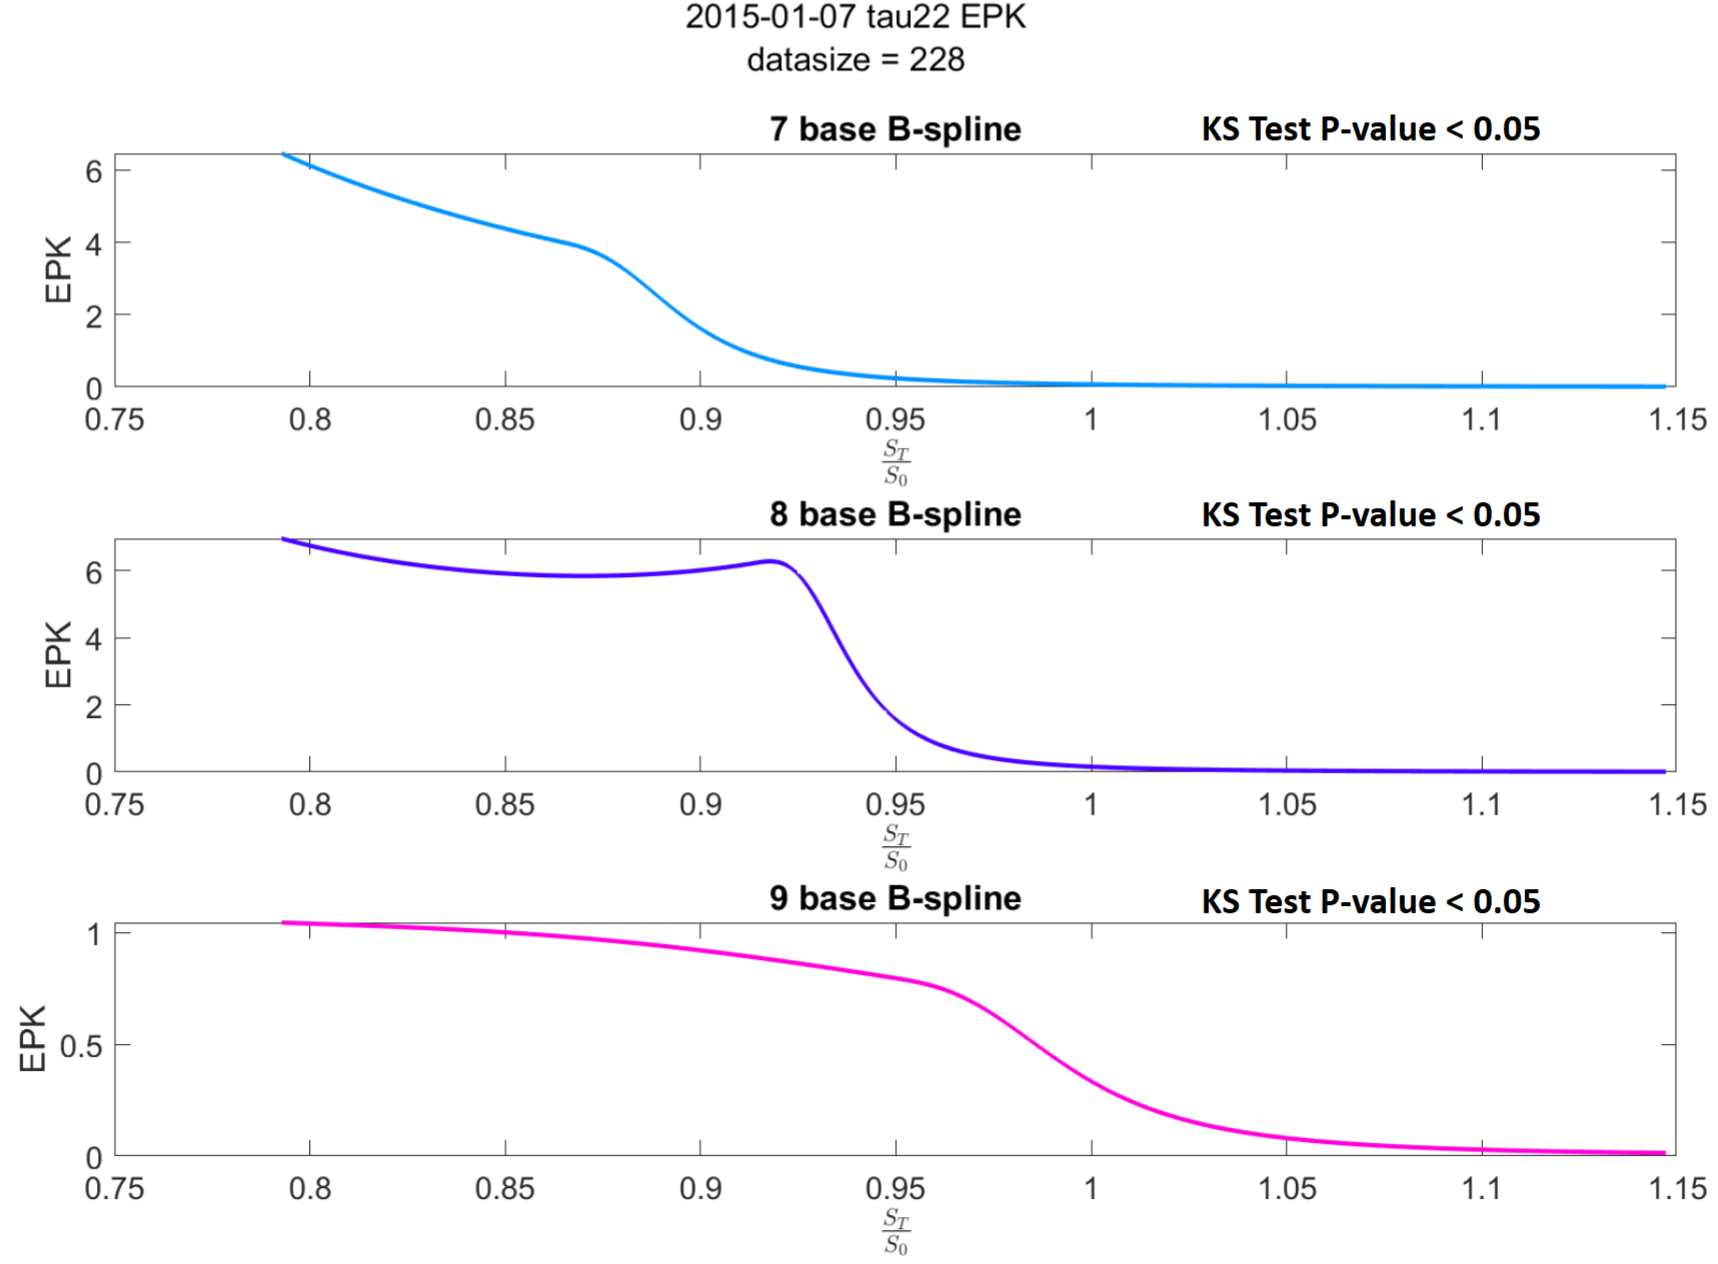 2015-01-07 tau22 EPK
datasize = 228
7 base B-spline KS Test P-value < 0.05
6
4
2
0
EPK
0.75 0.8 0.85 0.9 0.95 1 1.05 1.1 1.15
S_T
S_0
8 base B-spline KS Test P-value < 0.05
6
4
2
0
EPK
0.75 0.8 0.85 0.9 0.95 1 1.05 1.1 1.15
S_T
S_0
9 base B-spline KS Test P-value < 0.05
1
0.5
0
EPK
0.75 0.8 0.85 0.9 0.95 1 1.05 1.1 1.15
S_T
S_0